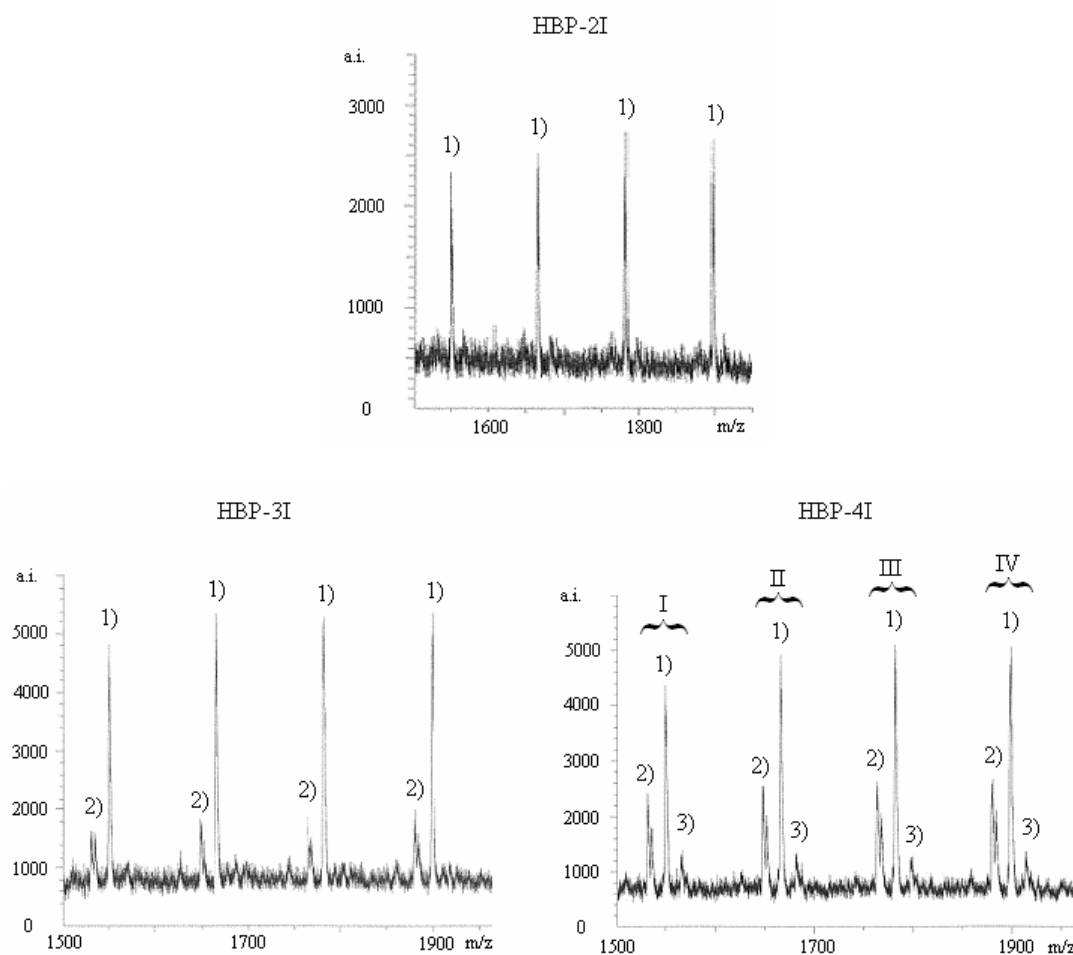 HBP-2I
a.i.
3000
2000
1000
0
1) 1) 1) 1)
1600 1800 m/z
HBP-3I
a.i.
5000
4000
3000
2000
1000
0
1) 1) 1) 1)
2) 2) 2) 2)
1500 1700 1900 m/z
HBP-4I
a.i.
5000
4000
3000
2000
1000
0
I II III IV
1) 1) 1) 1)
2) 2) 2) 2)
3) 3) 3) 3)
1500 1700 1900 m/z